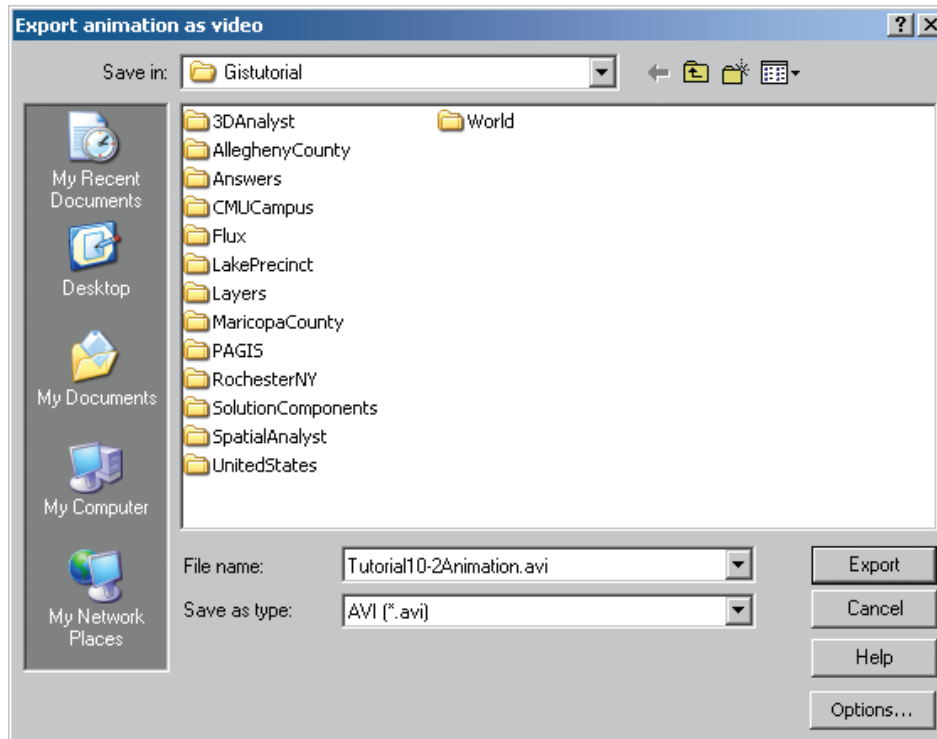 Export animation as video
Save in: Gistutorial
My Recent
Documents
Desktop
My Documents
My Computer
My Network
Places
3DAnalyst
AlleghenyCounty
Answers
CMUCampus
Flux
LakePrecinct
Layers
MaricopaCounty
PAGIS
RochesterNY
SolutionComponents
SpatialAnalyst
UnitedStates
World
File name: Tutorial10-2Animation.avi
Save as type: AVI (*.avi)
Export
Cancel
Help
Options...